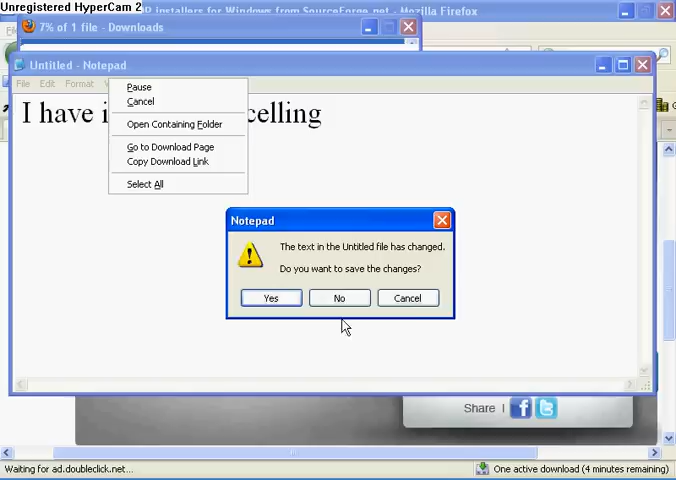 Unregistered HyperCam 2
IP installers for Windows from SourceForge.net - Mozilla Firefox
7% of 1 file - Downloads
Untitled - Notepad
File Edit Format
Pause
Cancel
Open Containing Folder
Go to Download Page
Copy Download Link
Select All
I have i celling
Notepad
The text in the Untitled file has changed.
Do you want to save the changes?
Yes No Cancel
Share
Waiting for ad.doubleclick.net...
One active download (4 minutes remaining)